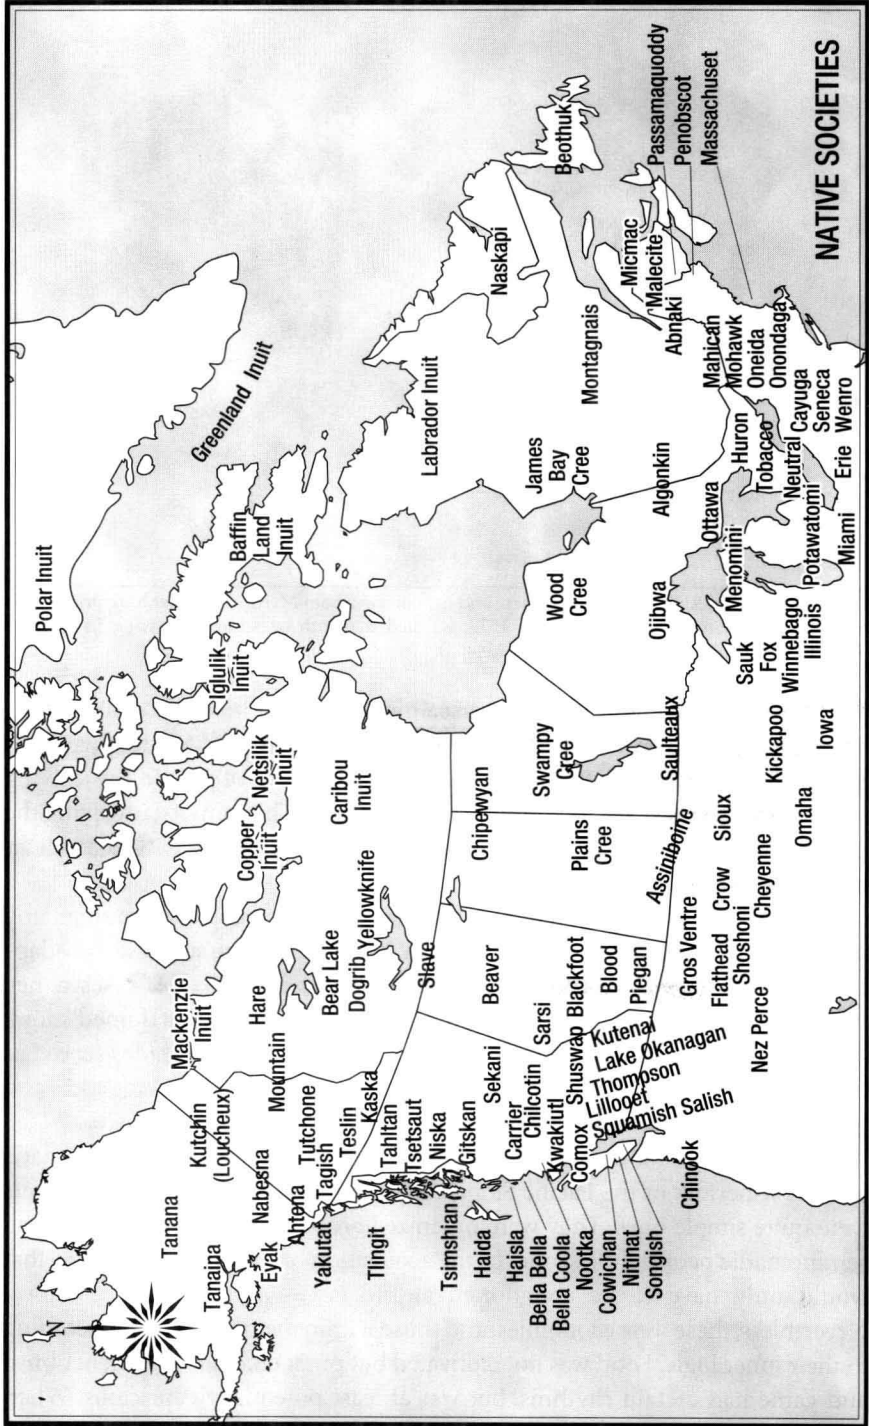 NATIVE SOCIETIES
N
Polar Inuit
Greenland Inuit
Baffin
Land
Inuit
Iglulik
Inuit
Netsilik
Inuit
Copper
Inuit
Caribou
Inuit
Mackenzie
Inuit
Labrador Inuit
Kutchin
(Loucheux)
Tanana
Tanaina
Nabesna
Ahtena
Eyak
Yakutat
Tlingit
Hare
Mountain
Bear Lake
Dogrib
Yellowknife
Slave
Tutchone
Tagish
Teslin
Kaska
Tahltan
Tsetsaut
Niska
Gitskan
Tsimshian
Haida
Haisla
Bella Bella
Bella Coola
Nootka
Cowichan
Nitinat
Songish
Sekani
Carrier
Chilcotin
Kwakiutl
Comox
Shuswap
Kutenai
Lake Okanagan
Thompson
Lillooet
Squamish Salish
Chinook
Beaver
Sarsi
Blackfoot
Blood
Piegan
Chipewyan
Plains
Cree
Swampy
Cree
Wood
Cree
James
Bay
Cree
Assiniboine
Saulteaux
Ojibwa
Algonkin
Ottawa
Naskapi
Montagnais
Beothuk
Micmac
Malecite
Abnaki
Passamaquoddy
Penobscot
Massachuset
Mahican
Mohawk
Oneida
Onondaga
Cayuga
Seneca
Wenro
Huron
Tobacco
Neutral
Erie
Menomini
Potawatomi
Miami
Sauk
Fox
Winnebago
Illinois
Kickapoo
Iowa
Omaha
Sioux
Cheyenne
Crow
Gros Ventre
Flathead
Shoshoni
Nez Perce